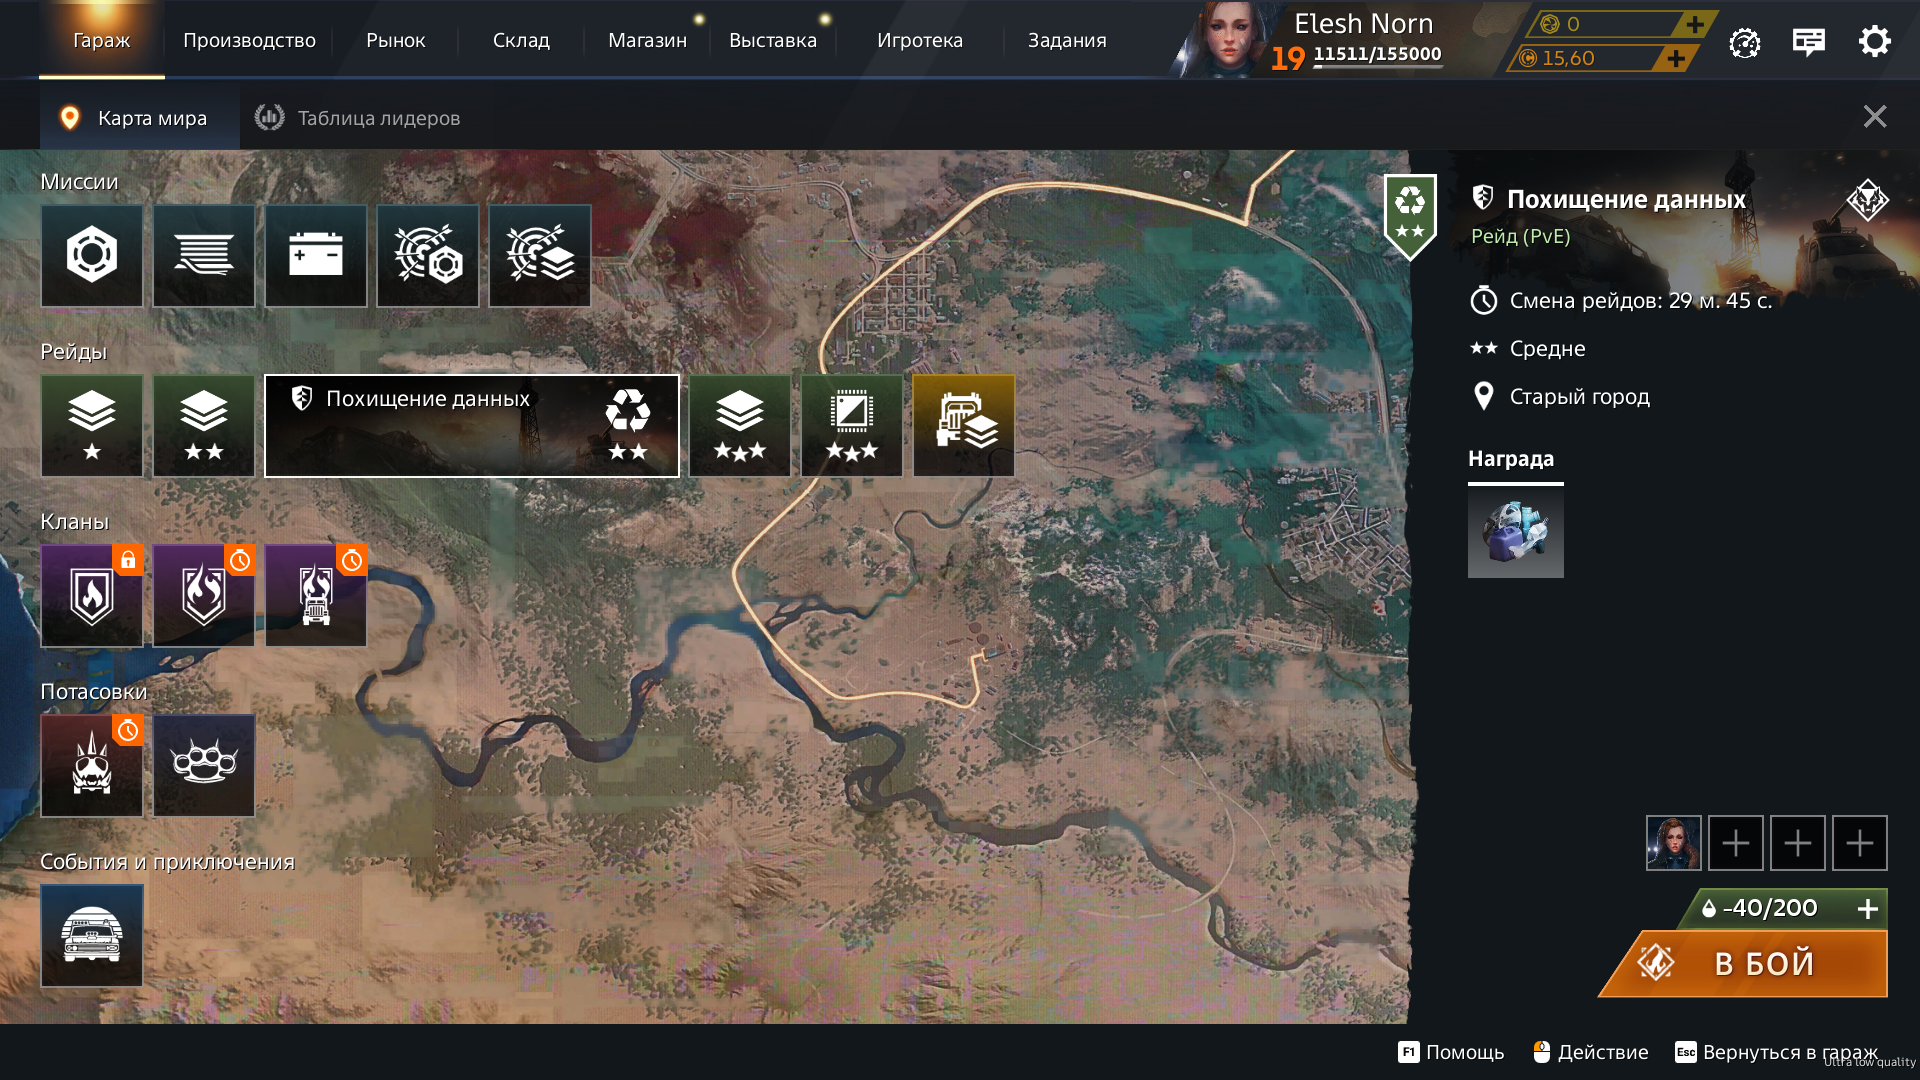 Гараж
Производство
Рынок
Склад
Магазин
Выставка
Игротека
Задания
Elesh Norn
19 11511/155000
0
15,60
Карта мира
Таблица лидеров
Миссии
Рейды
Похищение данных
Кланы
Потасовки
События и приключения
Похищение данных
Рейд (PvE)
Смена рейдов: 29 м. 45 с.
Средне
Старый город
Награда
-40/200
В БОЙ
F1 Помощь
Действие
Esc Вернуться в гараж
Ultra low quality